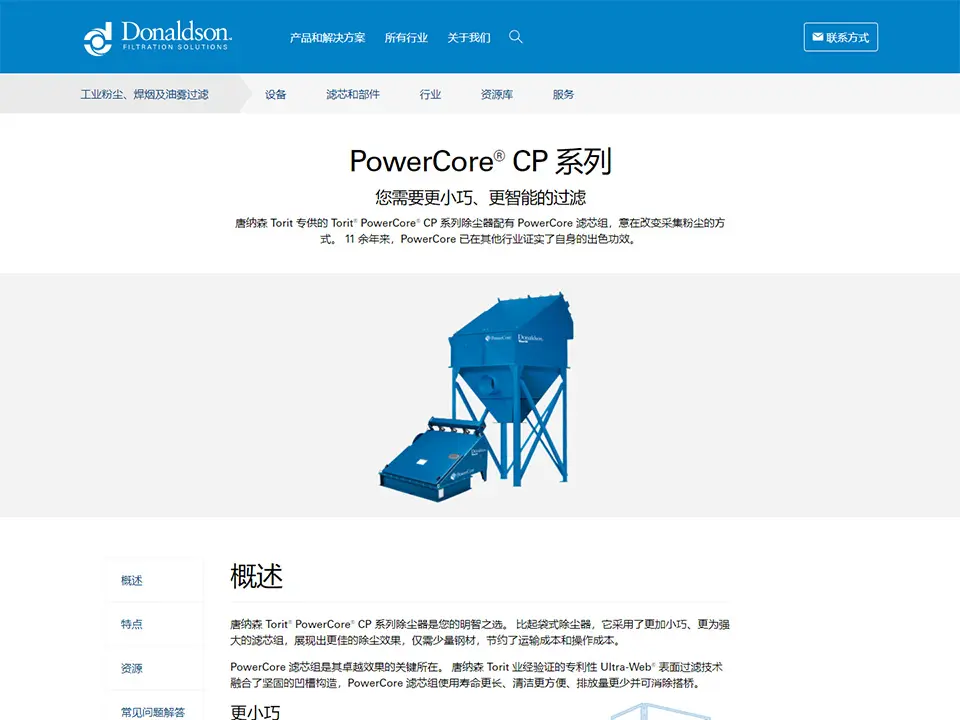 Donaldson.
FILTRATION SOLUTIONS
产品和解决方案 所有行业 关于我们
联系方式
工业粉尘、焊烟及油雾过滤 设备 滤芯和部件 行业 资源库 服务
PowerCore® CP 系列
您需要更小巧、更智能的过滤
唐纳森 Torit 专供的 Torit® PowerCore® CP 系列除尘器配有 PowerCore 滤芯组，意在改变采集粉尘的方
式。 11 余年来，PowerCore 已在其他行业证实了自身的出色功效。
PowerCore Donaldson.
概述
特点
资源
常见问题解答
概述
唐纳森 Torit® PowerCore® CP 系列除尘器是您的明智之选。 比起袋式除尘器，它采用了更加小巧、更为强
大的滤芯组，展现出更佳的除尘效果，仅需少量钢材，节约了运输成本和操作成本。
PowerCore 滤芯组是其卓越效果的关键所在。 唐纳森 Torit 业经验证的专利性 Ultra-Web® 表面过滤技术
融合了坚固的凹槽构造，PowerCore 滤芯组使用寿命更长、清洁更方便、排放量更少并可消除搭桥。
更小巧